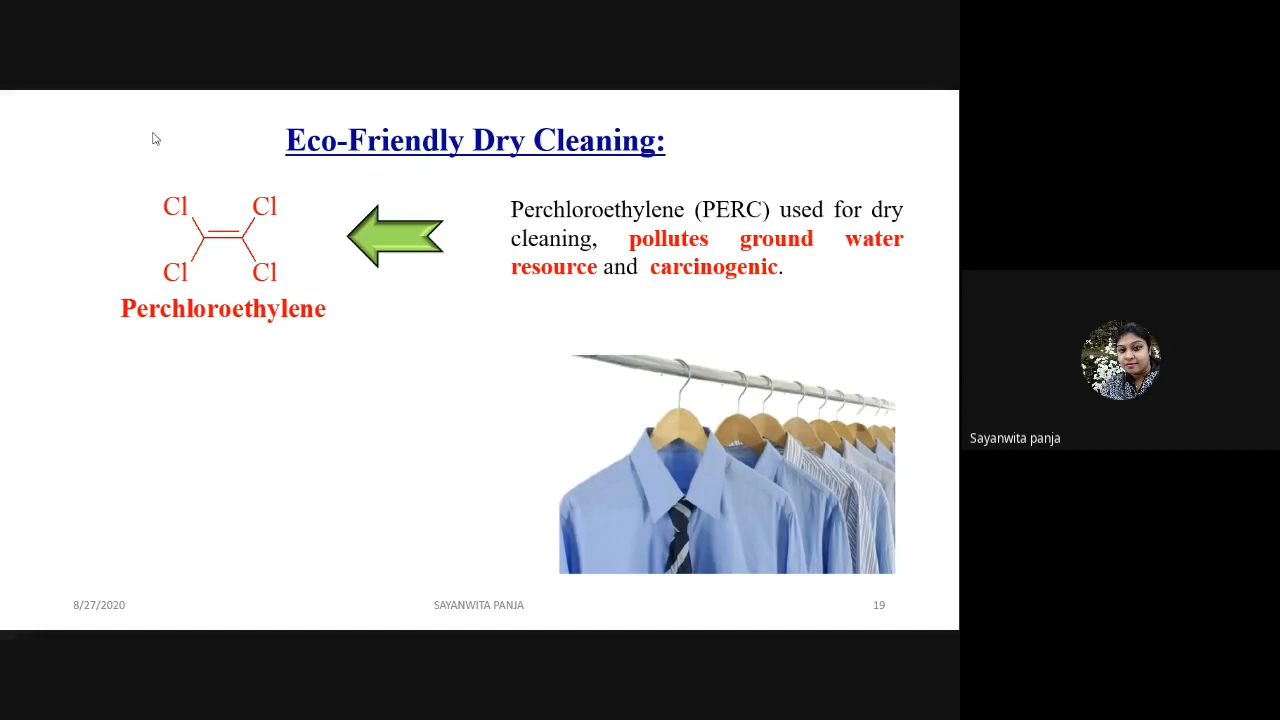 Eco-Friendly Dry Cleaning:
Cl Cl
Cl Cl
Perchloroethylene
Perchloroethylene (PERC) used for dry
cleaning, pollutes ground water
resource and carcinogenic.
Sayanwita panja
8/27/2020
SAYANWITA PANJA
19